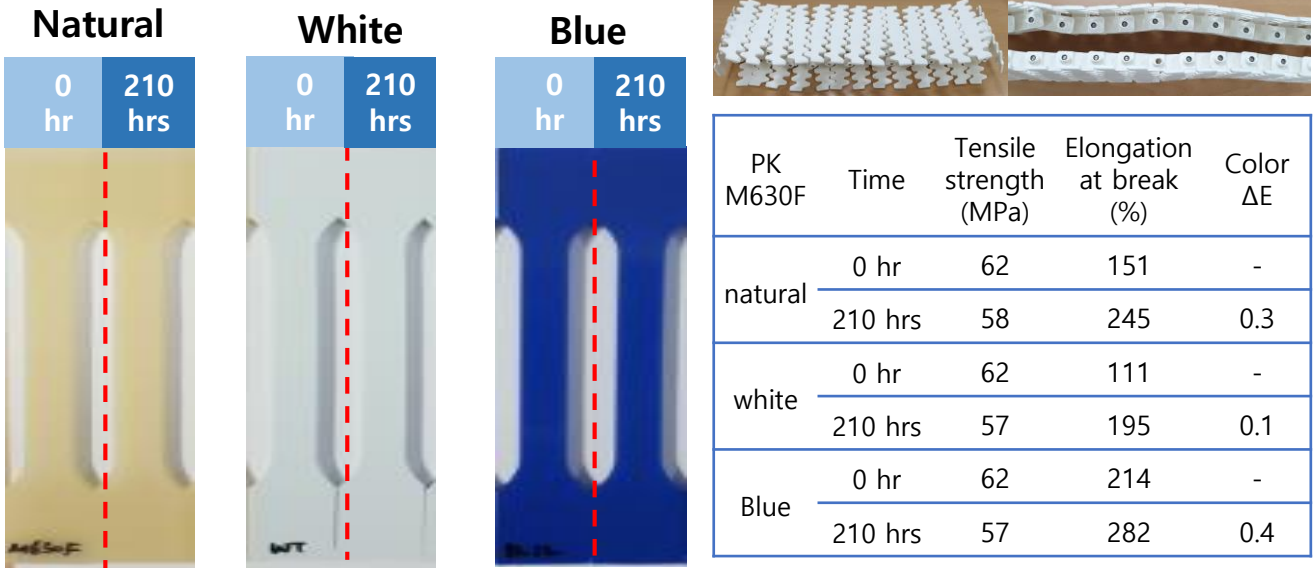 Natural
White
Blue
0
hr
210
hrs
0
hr
210
hrs
0
hr
210
hrs
M630F
WT
PK
M630F
Time
Tensile
strength
(MPa)
Elongation
at break
(%)
Color
ΔE
natural
0 hr
62
151
-
210 hrs
58
245
0.3
white
0 hr
62
111
-
210 hrs
57
195
0.1
Blue
0 hr
62
214
-
210 hrs
57
282
0.4